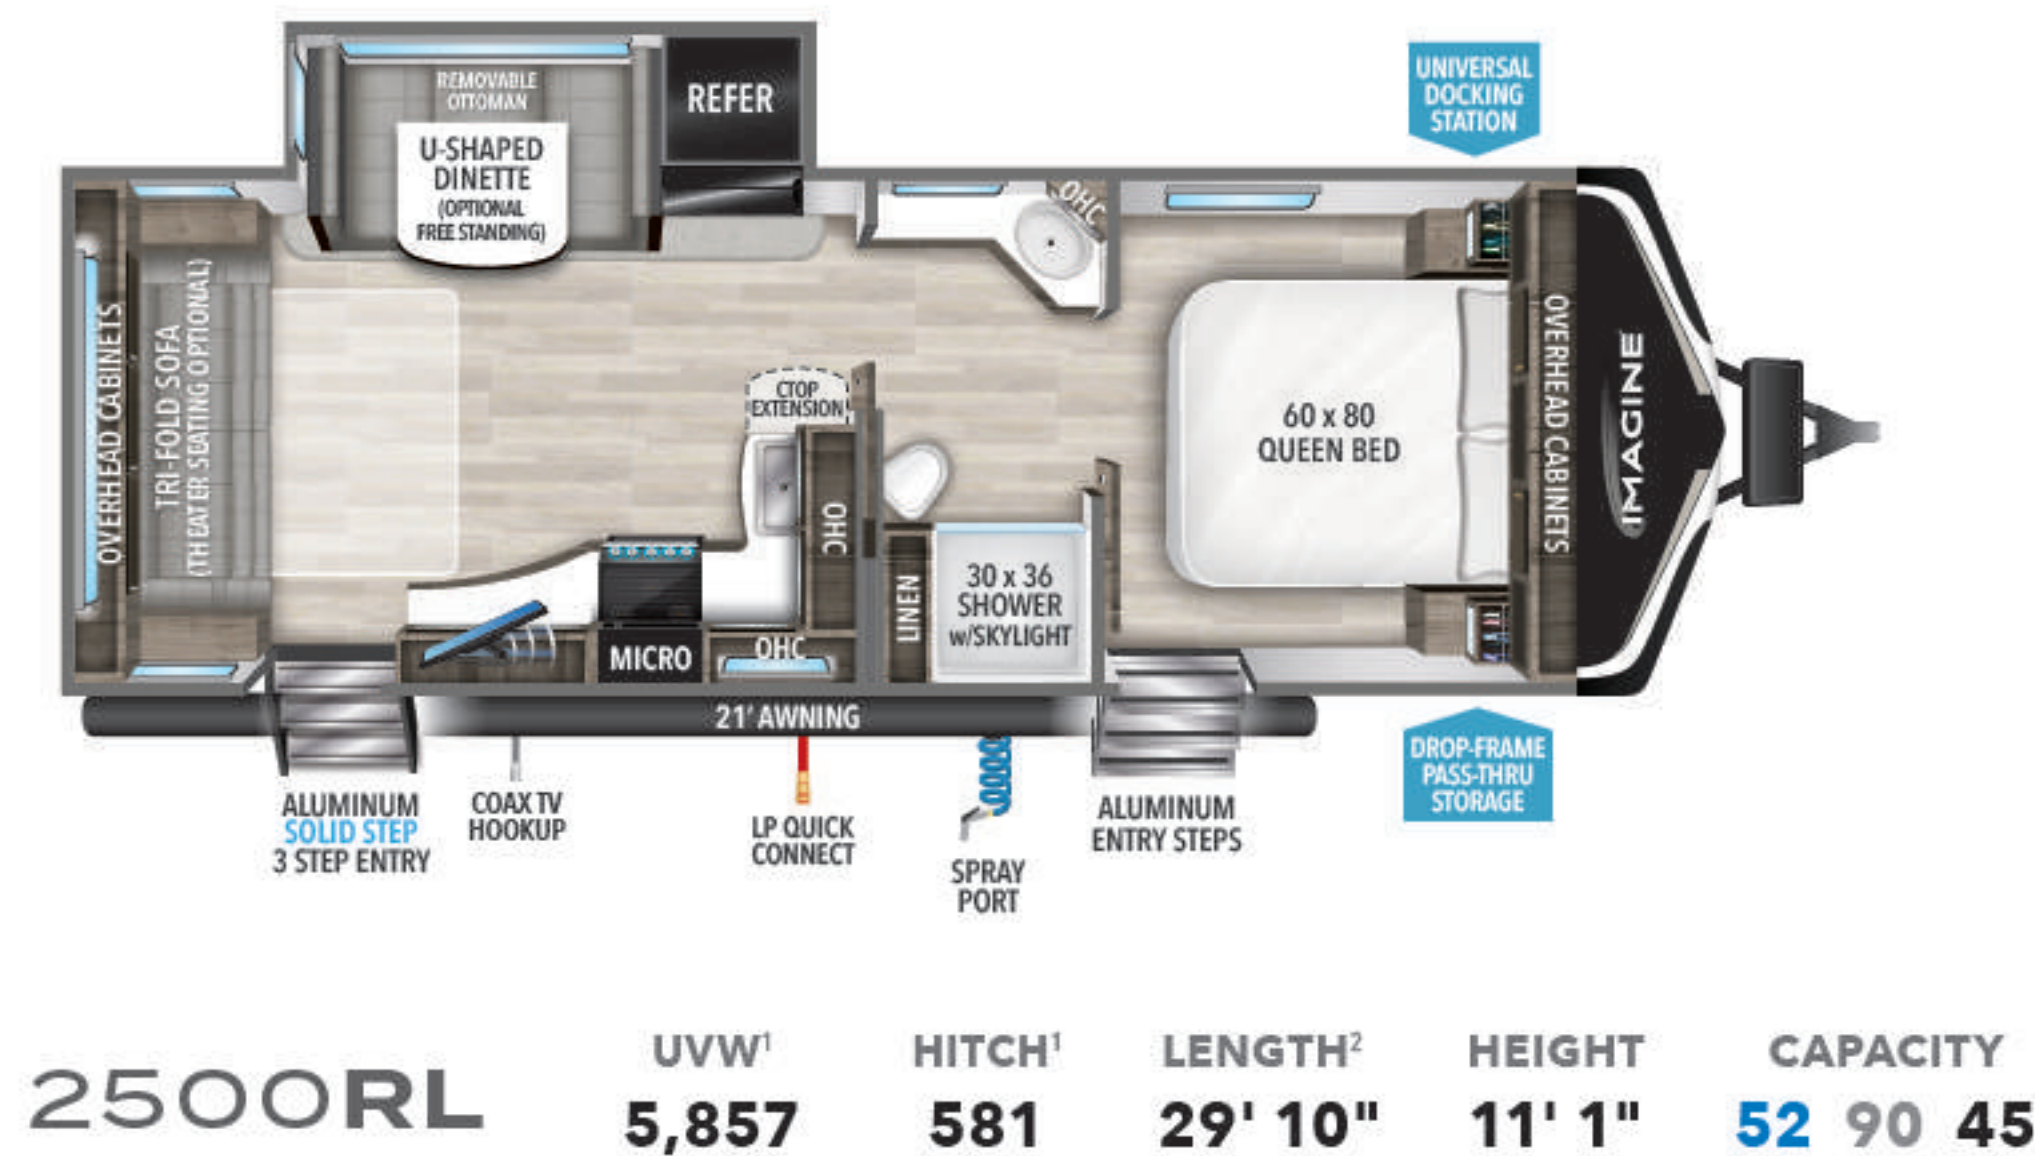 REMOVABLE
OTTOMAN
REFER
U-SHAPED
DINETTE
(OPTIONAL
FREE STANDING)
UNIVERSAL
DOCKING
STATION
OHC
OVERHEAD CABINETS
TRI-FOLD SOFA
(THEATER SEATING OPTIONAL)
CTOP
EXTENSION
OHC
60 x 80
QUEEN BED
OVERHEAD CABINETS
IMAGINE
LINEN
30 x 36
SHOWER
w/SKYLIGHT
MICRO
OHC
21' AWNING
ALUMINUM
SOLID STEP
3 STEP ENTRY
COAX TV
HOOKUP
LP QUICK
CONNECT
SPRAY
PORT
ALUMINUM
ENTRY STEPS
DROP-FRAME
PASS-THRU
STORAGE
2500RL
UVW¹ HITCH¹ LENGTH² HEIGHT CAPACITY
5,857 581 29' 10" 11' 1" 52 90 45